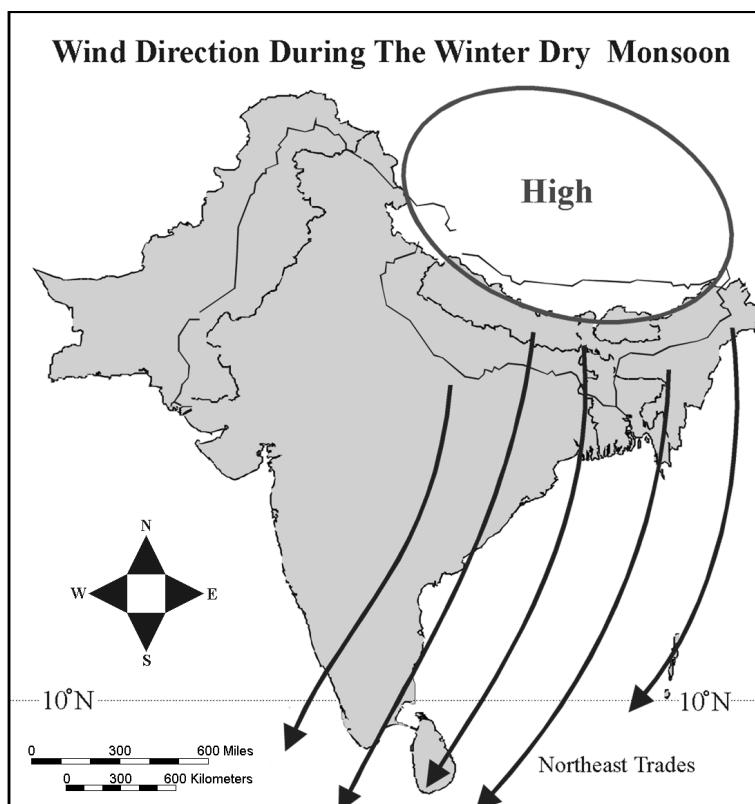 Wind Direction During The Winter Dry Monsoon
High
N
W E
S
10°N 10°N
0 300 600 Miles
0 300 600 Kilometers
Northeast Trades